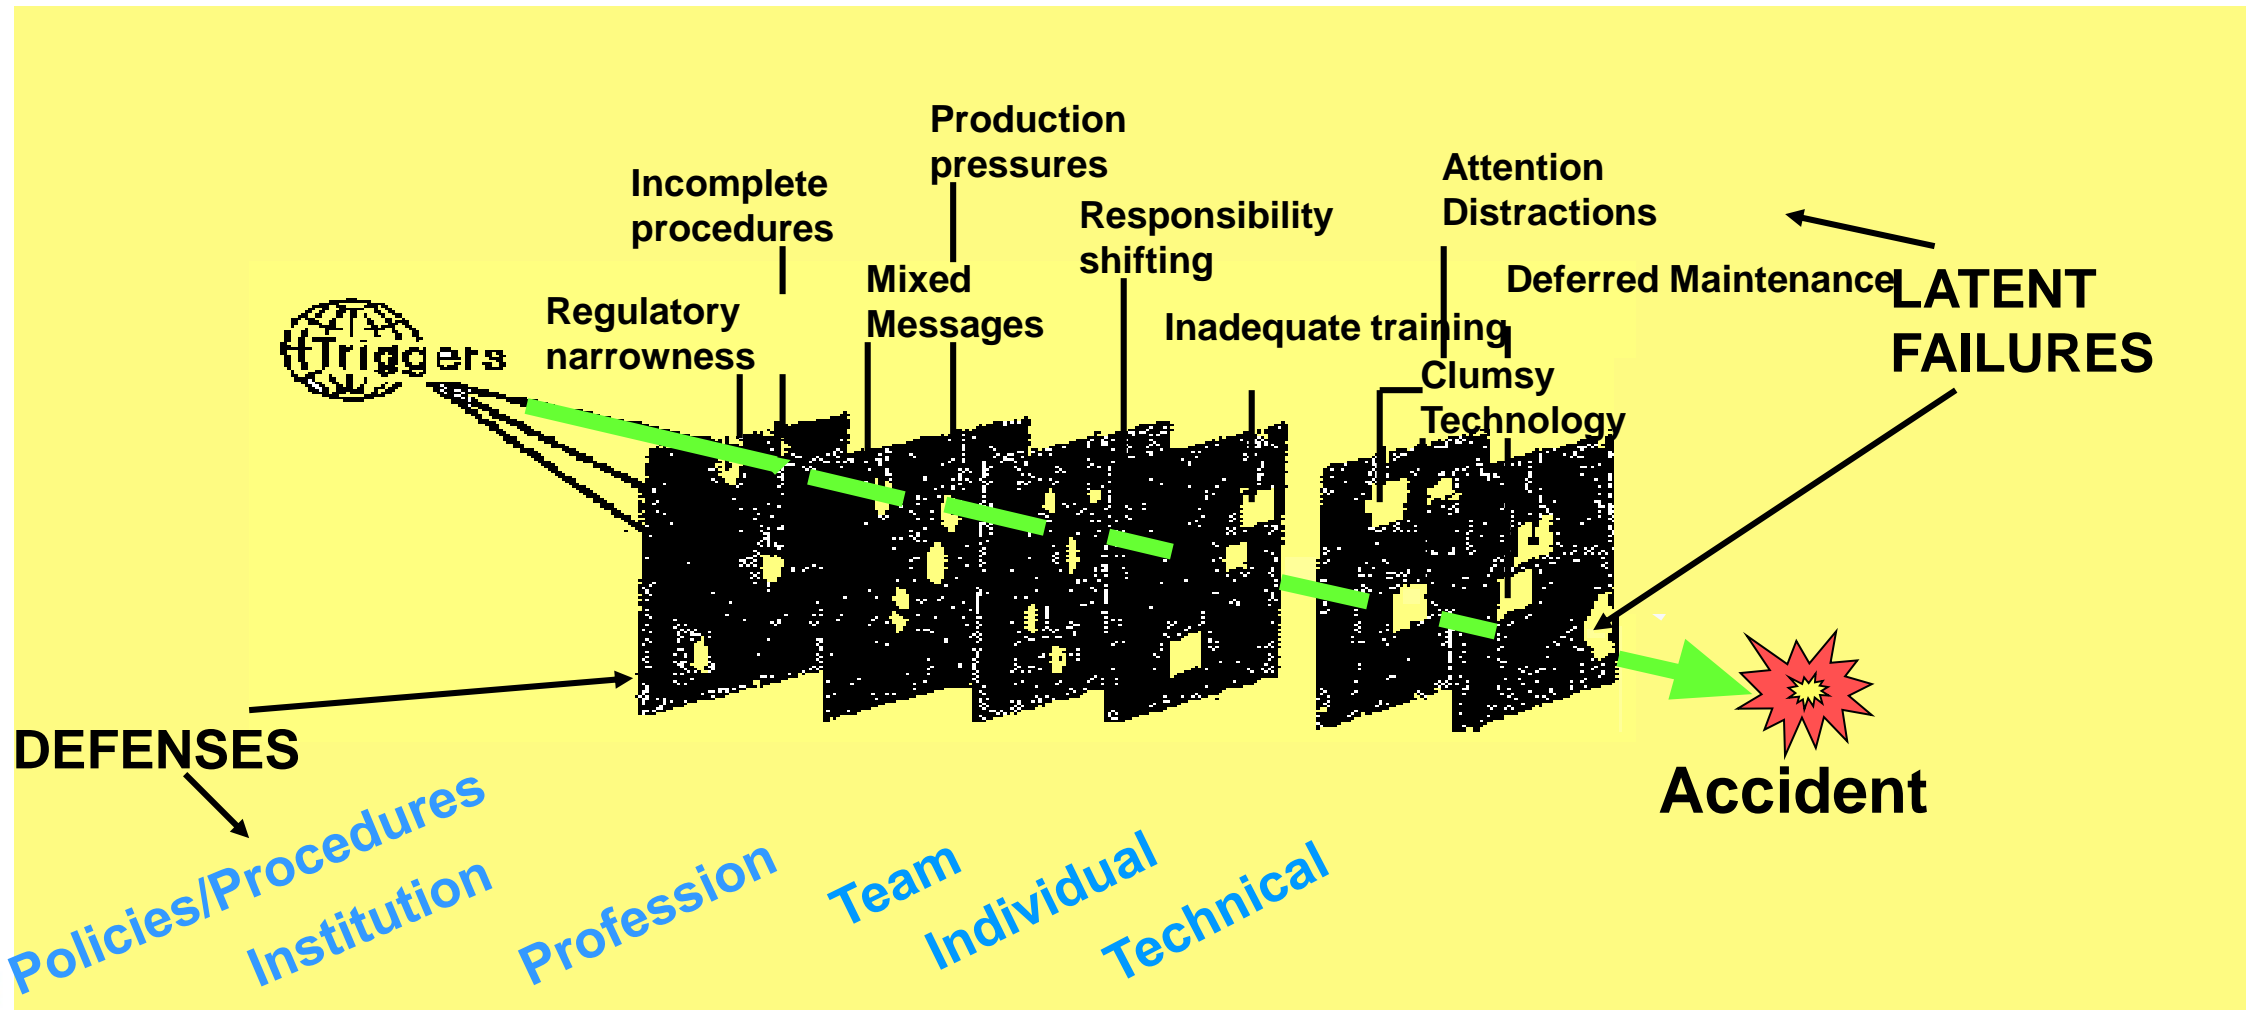 Production
pressures
Incomplete
procedures
Attention
Distractions
Responsibility
shifting
Mixed
Messages
Deferred Maintenance
LATENT
FAILURES
Regulatory
narrowness
Inadequate training
Triggers
Clumsy
Technology
DEFENSES
Accident
Policies/Procedures
Institution
Profession
Team
Individual
Technical